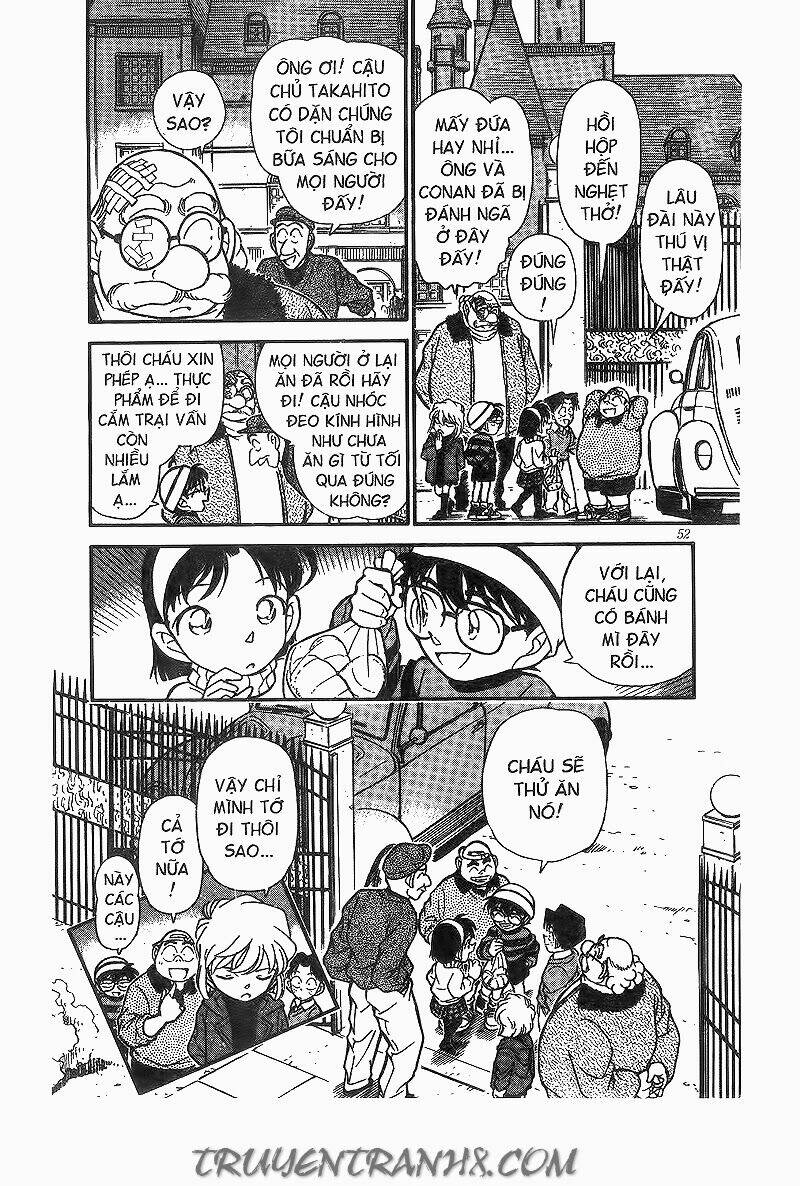 ÔNG ƠI! CẬU
CHỦ TAKAHITO
CÓ DẶN CHÚNG
TÔI CHUẨN BỊ
BỮA SÁNG CHO
MỌI NGƯỜI
ĐẤY!
VẬY
SAO?
HỒI
HỘP
ĐẾN
NGHẸT
THỞ!
LÂU
ĐÀI NÀY
THÚ VỊ
THẬT
ĐẤY!
MẤY ĐỨA
HAY NHỈ...
ÔNG VÀ
CONAN ĐÃ BỊ
ĐÁNH NGÃ
Ở ĐÂY
ĐẤY!
ĐÚNG
ĐÚNG
!
MỌI NGƯỜI Ở LẠI
ĂN ĐÃ RỒI HÃY
ĐI! CẬU NHÓC
ĐEO KÍNH HÌNH
NHƯ CHƯA
ĂN GÌ TỪ TỐI
QUA ĐÚNG
KHÔNG?
THÔI CHÁU XIN
PHÉP Ạ... THỰC
PHẨM ĐỂ ĐI
CẮM TRẠI VẪN
CÒN
NHIỀU
LẮM
Ạ...
52
VỚI LẠI,
CHÁU CŨNG
CÓ BÁNH
MÌ ĐÂY
RỒI...
CHÁU SẼ
THỬ ĂN
NÓ!
VẬY CHỈ
MÌNH TỚ
ĐI THÔI
SAO...
CẢ
TỚ
NỮA
!
NÀY
CÁC
CẬU
...
TRUYENTRANH8.COM